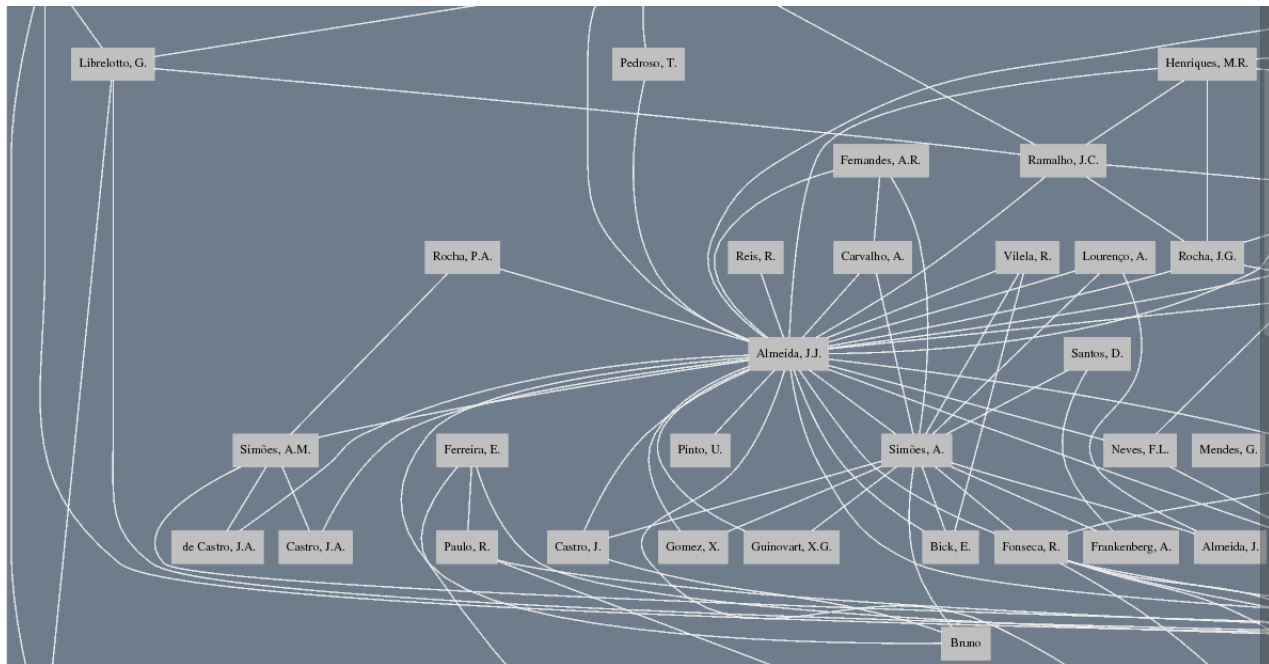 Librelotto, G.
Pedroso, T.
Henriques, M.R.
Fernandes, A.R.
Ramalho, J.C.
Rocha, P.A.
Reis, R.
Carvalho, A.
Vilela, R.
Lourenço, A.
Rocha, J.G.
Almeida, J.J.
Santos, D.
Simões, A.M.
Ferreira, E.
Pinto, U.
Simões, A.
Neves, F.L.
Mendes, G.
de Castro, J.A.
Castro, J.A.
Paulo, R.
Castro, J.
Gomez, X.
Guinovart, X.G.
Bick, E.
Fonseca, R.
Frankenberg, A.
Almeida, J.
Bruno